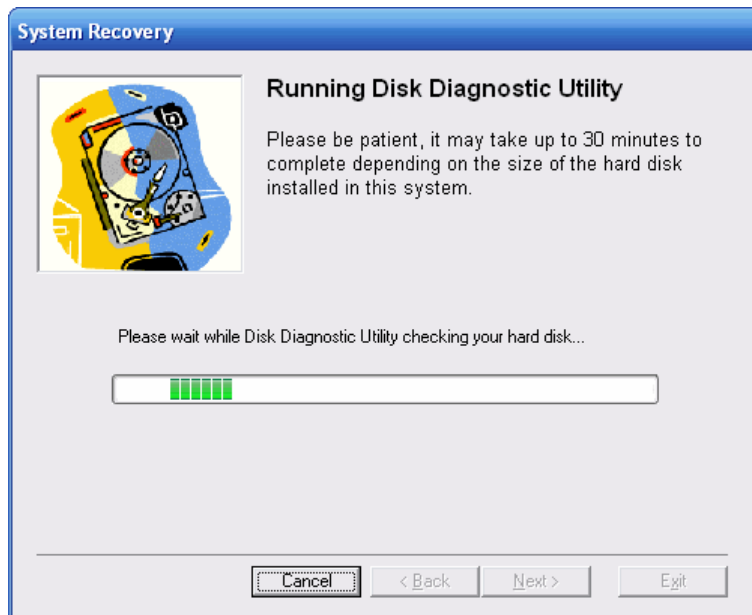 System Recovery
Running Disk Diagnostic Utility
Please be patient, it may take up to 30 minutes to
complete depending on the size of the hard disk
installed in this system.
Please wait while Disk Diagnostic Utility checking your hard disk...
Cancel
< Back
Next >
Exit